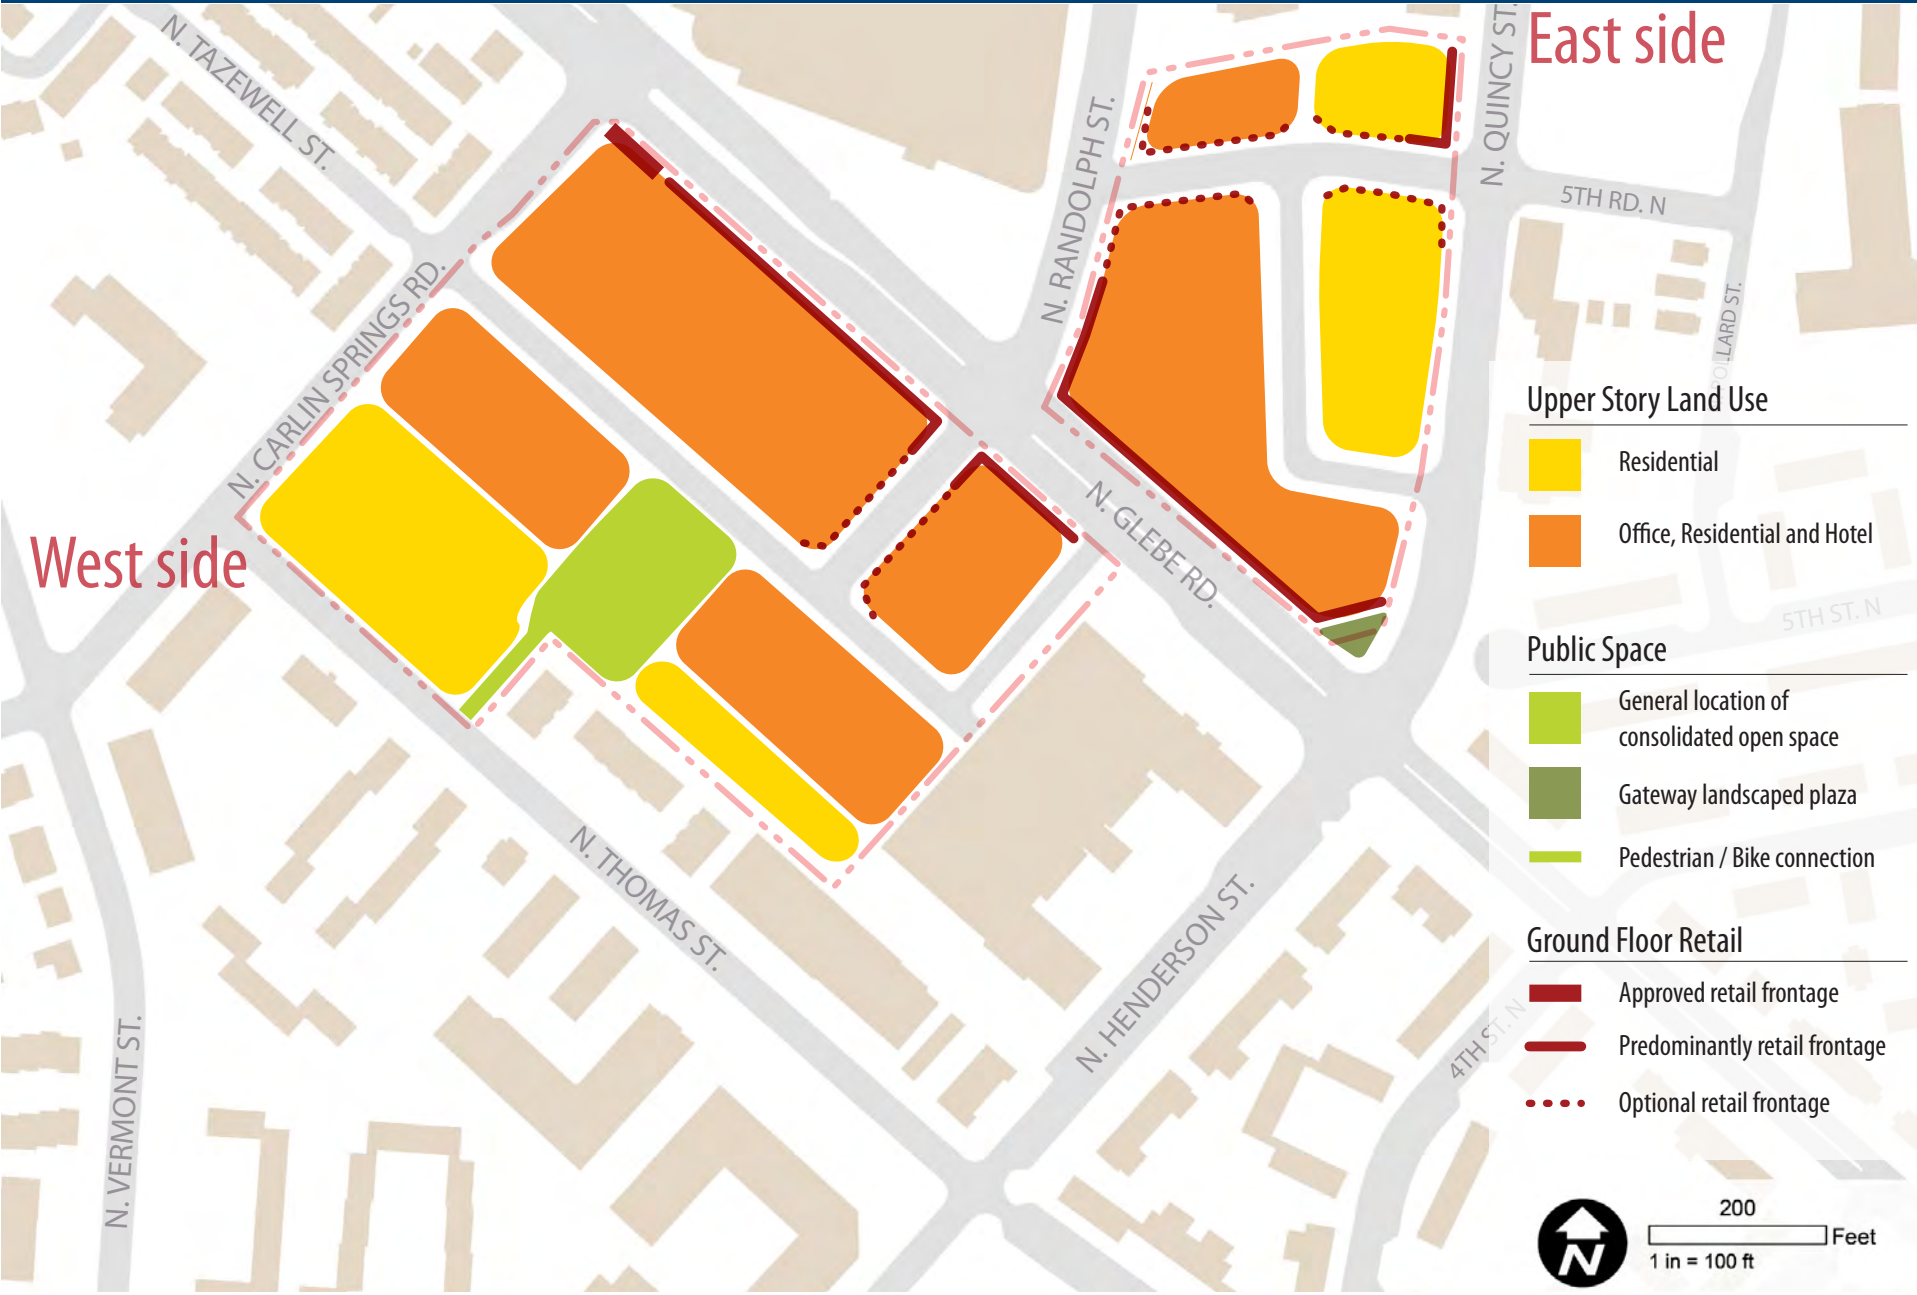 East side
West side
N. TAZEWELL ST.
N. CARLIN SPRINGS RD.
N. RANDOLPH ST.
N. QUINCY ST.
5TH RD. N
N. GLEBE RD.
N. THOMAS ST.
N. HENDERSON ST.
N. VERMONT ST.
POLLARD ST.
5TH ST. N
4TH ST. N
Upper Story Land Use
Residential
Office, Residential and Hotel
Public Space
General location of
consolidated open space
Gateway landscaped plaza
Pedestrian / Bike connection
Ground Floor Retail
Approved retail frontage
Predominantly retail frontage
Optional retail frontage
N
200
Feet
1 in = 100 ft